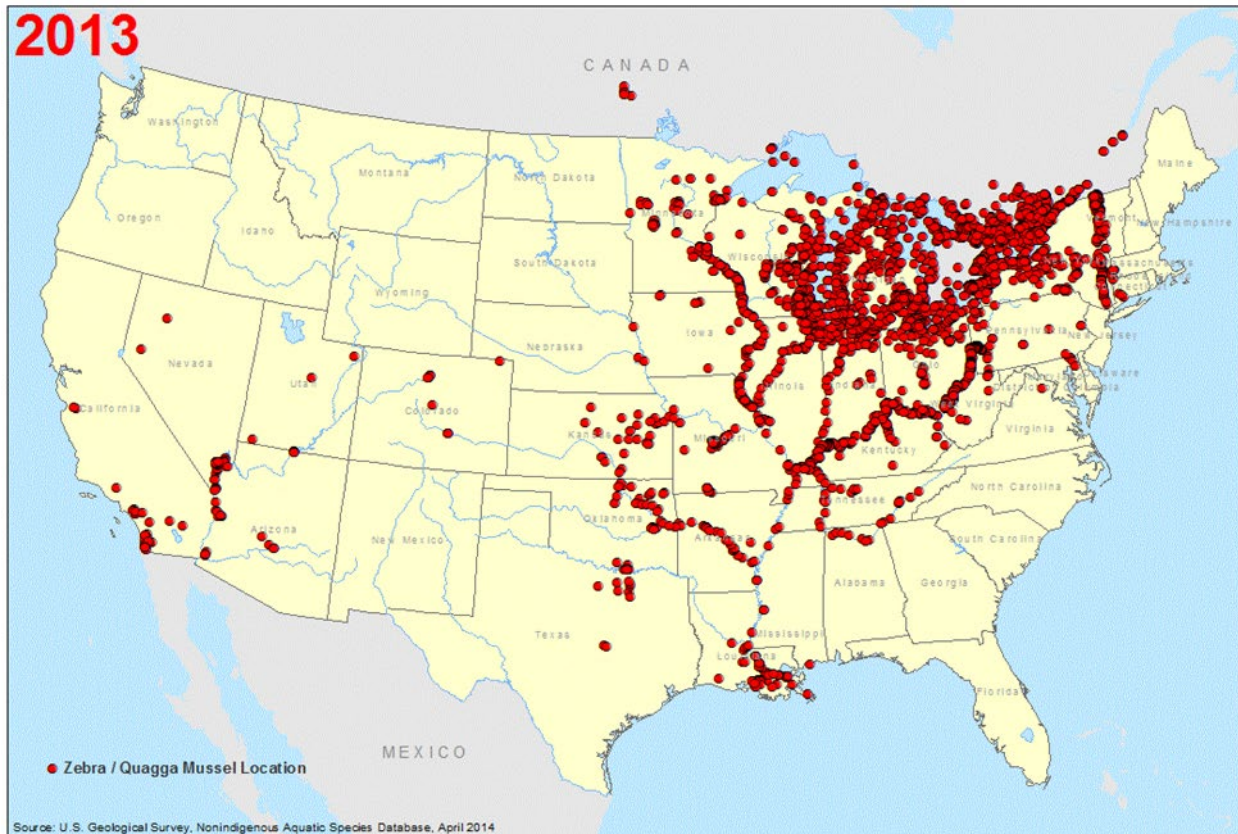 2013
CANADA
Washington
Montana
North Dakota
Minnesota
Maine
Oregon
Idaho
Wyoming
South Dakota
Wisconsin
Vermont
New Hampshire
Massachusetts
Nevada
Utah
Nebraska
Iowa
Illinois
Indiana
Ohio
Pennsylvania
New Jersey
Delaware
Maryland
District of Columbia
California
Colorado
Kansas
Missouri
Kentucky
West Virginia
Virginia
Arizona
New Mexico
Oklahoma
Arkansas
Tennessee
North Carolina
South Carolina
Texas
Louisiana
Mississippi
Alabama
Georgia
Florida
MEXICO
Zebra / Quagga Mussel Location
Source: U.S. Geological Survey, Nonindigenous Aquatic Species Database, April 2014